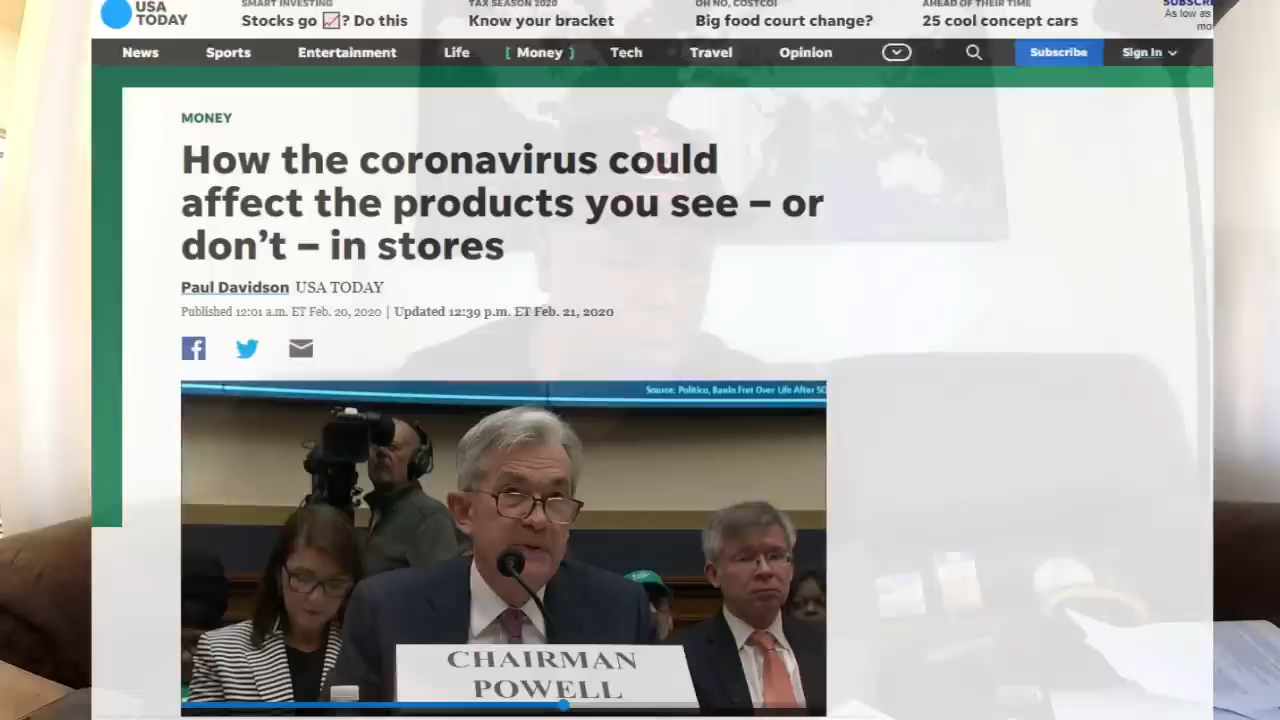 USA
TODAY
SMART INVESTING
Stocks go 📈? Do this
TAX SEASON 2020
Know your bracket
OH NO, COSTCO!
Big food court change?
AHEAD OF THEIR TIME
25 cool concept cars
SUBSCRI
As low as
mo
News Sports Entertainment Life [ Money ] Tech Travel Opinion Subscribe Sign In
MONEY
How the coronavirus could
affect the products you see – or
don't – in stores
Paul Davidson USA TODAY
Published 12:01 a.m. ET Feb. 20, 2020 | Updated 12:39 p.m. ET Feb. 21, 2020
Source: Politico, Banks Fret Over Life After
CHAIRMAN
POWELL